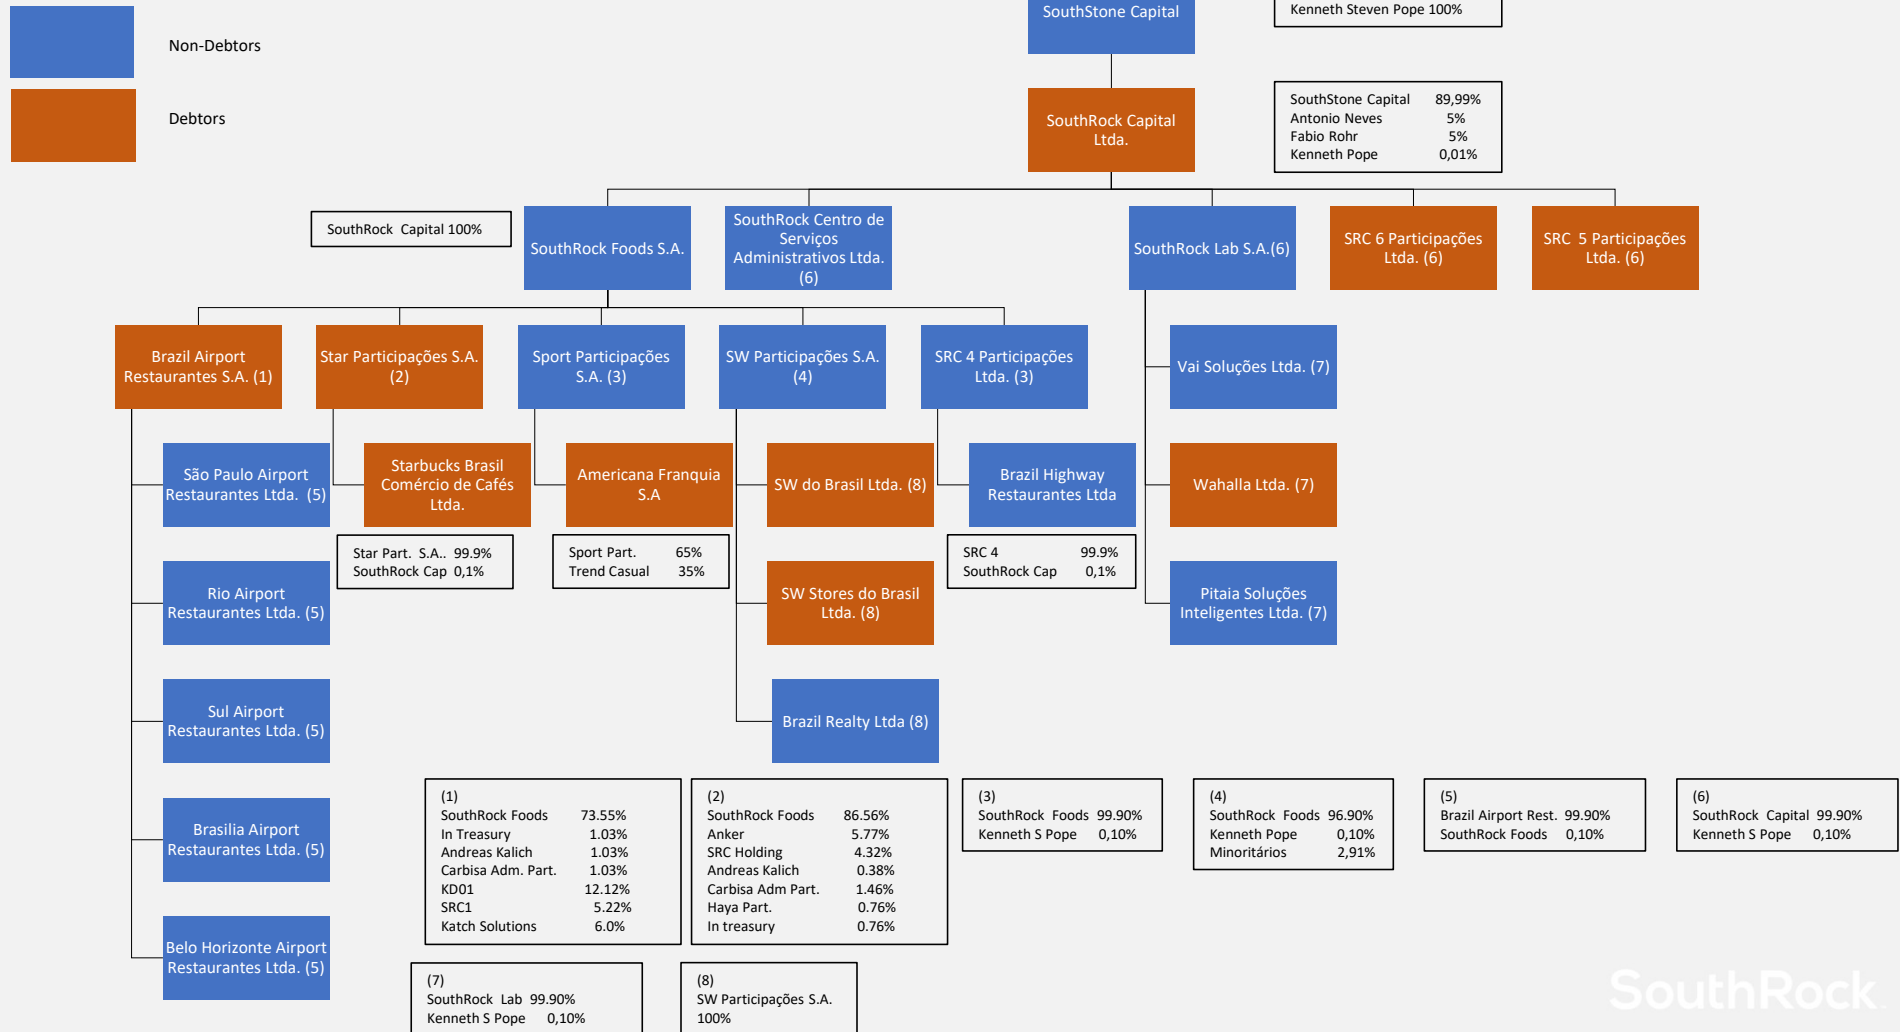 Non-Debtors
Debtors
SouthStone Capital
Kenneth Steven Pope 100%
SouthRock Capital
Ltda.
SouthStone Capital 89,99%
Antonio Neves 5%
Fabio Rohr 5%
Kenneth Pope 0,01%
SouthRock Capital 100%
SouthRock Foods S.A.
SouthRock Centro de
Serviços
Administrativos Ltda.
(6)
SouthRock Lab S.A.(6)
SRC 6 Participações
Ltda. (6)
SRC 5 Participações
Ltda. (6)
Brazil Airport
Restaurantes S.A. (1)
Star Participações S.A.
(2)
Sport Participações
S.A. (3)
SW Participações S.A.
(4)
SRC 4 Participações
Ltda. (3)
Vai Soluções Ltda. (7)
São Paulo Airport
Restaurantes Ltda. (5)
Starbucks Brasil
Comércio de Cafés
Ltda.
Americana Franquia
S.A
SW do Brasil Ltda. (8)
Brazil Highway
Restaurantes Ltda
Wahalla Ltda. (7)
Star Part. S.A.. 99.9%
SouthRock Cap 0,1%
Sport Part. 65%
Trend Casual 35%
SRC 4 99.9%
SouthRock Cap 0,1%
Rio Airport
Restaurantes Ltda. (5)
SW Stores do Brasil
Ltda. (8)
Pitaia Soluções
Inteligentes Ltda. (7)
Sul Airport
Restaurantes Ltda. (5)
Brazil Realty Ltda (8)
Brasilia Airport
Restaurantes Ltda. (5)
Belo Horizonte Airport
Restaurantes Ltda. (5)
(1)
SouthRock Foods 73.55%
In Treasury 1.03%
Andreas Kalich 1.03%
Carbisa Adm. Part. 1.03%
KD01 12.12%
SRC1 5.22%
Katch Solutions 6.0%
(2)
SouthRock Foods 86.56%
Anker 5.77%
SRC Holding 4.32%
Andreas Kalich 0.38%
Carbisa Adm Part. 1.46%
Haya Part. 0.76%
In treasury 0.76%
(3)
SouthRock Foods 99.90%
Kenneth S Pope 0,10%
(4)
SouthRock Foods 96.90%
Kenneth Pope 0,10%
Minoritários 2,91%
(5)
Brazil Airport Rest. 99.90%
SouthRock Foods 0,10%
(6)
SouthRock Capital 99.90%
Kenneth S Pope 0,10%
(7)
SouthRock Lab 99.90%
Kenneth S Pope 0,10%
(8)
SW Participações S.A.
100%
SouthRock